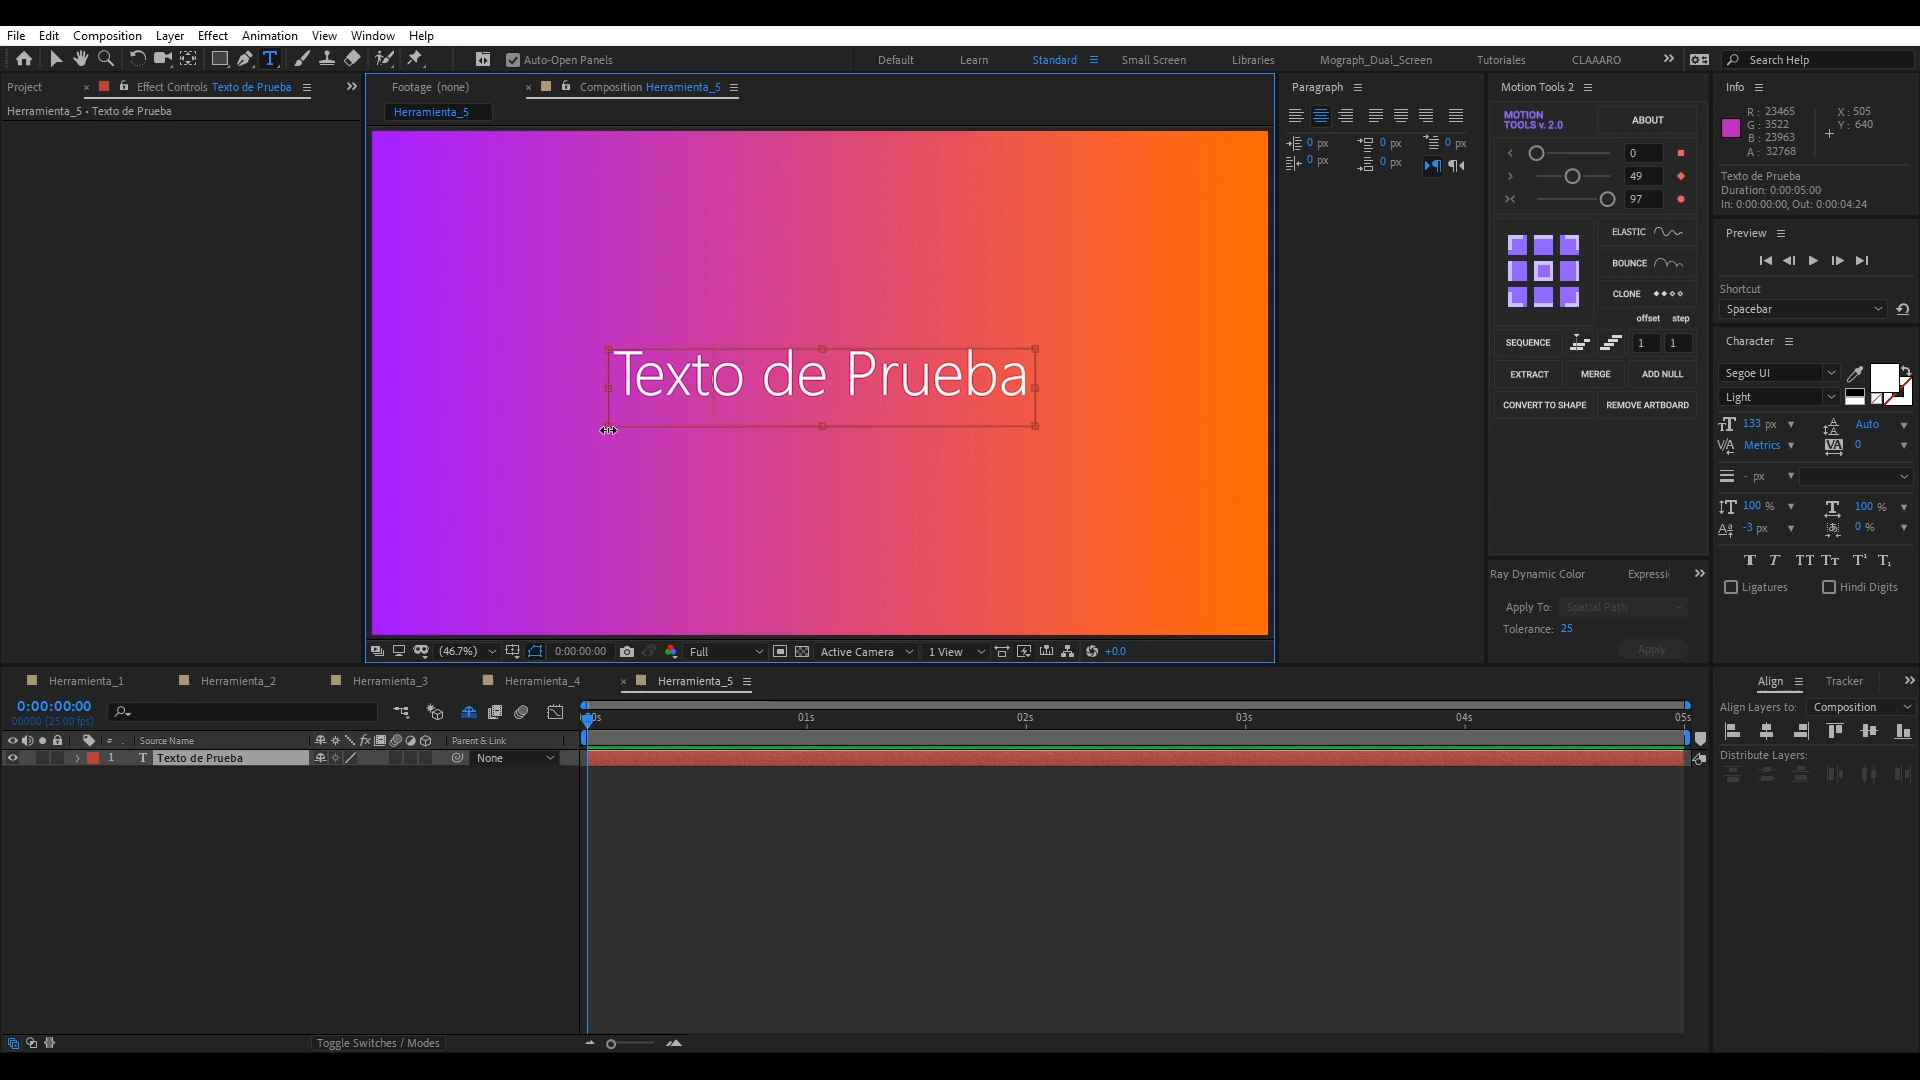 File Edit Composition Layer Effect Animation View Window Help
Auto-Open Panels Default Learn Standard Small Screen Libraries Mograph_Dual_Screen Tutoriales CLAAARO Search Help
Project Effect Controls Texto de Prueba
Herramienta_5 • Texto de Prueba
Footage (none) Composition Herramienta_5
Herramienta_5
Texto de Prueba
(46.7%) 0:00:00:00 Full Active Camera 1 View +0.0
Paragraph
0 px 0 px 0 px
0 px 0 px
Motion Tools 2
MOTION
TOOLS v. 2.0
ABOUT
0
49
97
ELASTIC
BOUNCE
CLONE
offset step
SEQUENCE 1 1
EXTRACT MERGE ADD NULL
CONVERT TO SHAPE REMOVE ARTBOARD
Ray Dynamic Color Expressi
Apply To: Spatial Path
Tolerance: 25
Apply
Info
R: 23465
G: 3522
B: 23963
A: 32768
X: 505
Y: 640
Texto de Prueba
Duration: 0:00:05:00
In: 0:00:00:00, Out: 0:00:04:24
Preview
Shortcut
Spacebar
Character
Segoe UI
Light
133 px Auto
Metrics 0
- px
100 % 100 %
-3 px 0 %
Ligatures Hindi Digits
Herramienta_1 Herramienta_2 Herramienta_3 Herramienta_4 Herramienta_5
0:00:00:00
00000 (25.00 fps)
# Source Name fx Parent & Link
1 T Texto de Prueba None
01s 02s 03s 04s 05s
Toggle Switches / Modes
Align Tracker
Align Layers to: Composition
Distribute Layers: